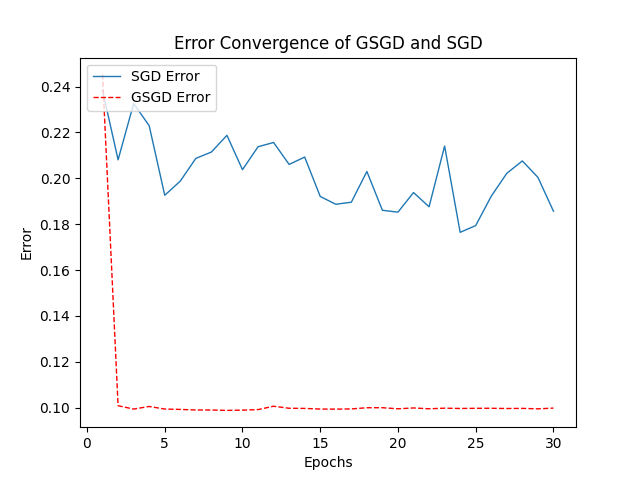 Error Convergence of GSGD and SGD
SGD Error
GSGD Error
0.24
0.22
0.20
0.18
0.16
0.14
0.12
0.10
Error
0 5 10 15 20 25 30
Epochs